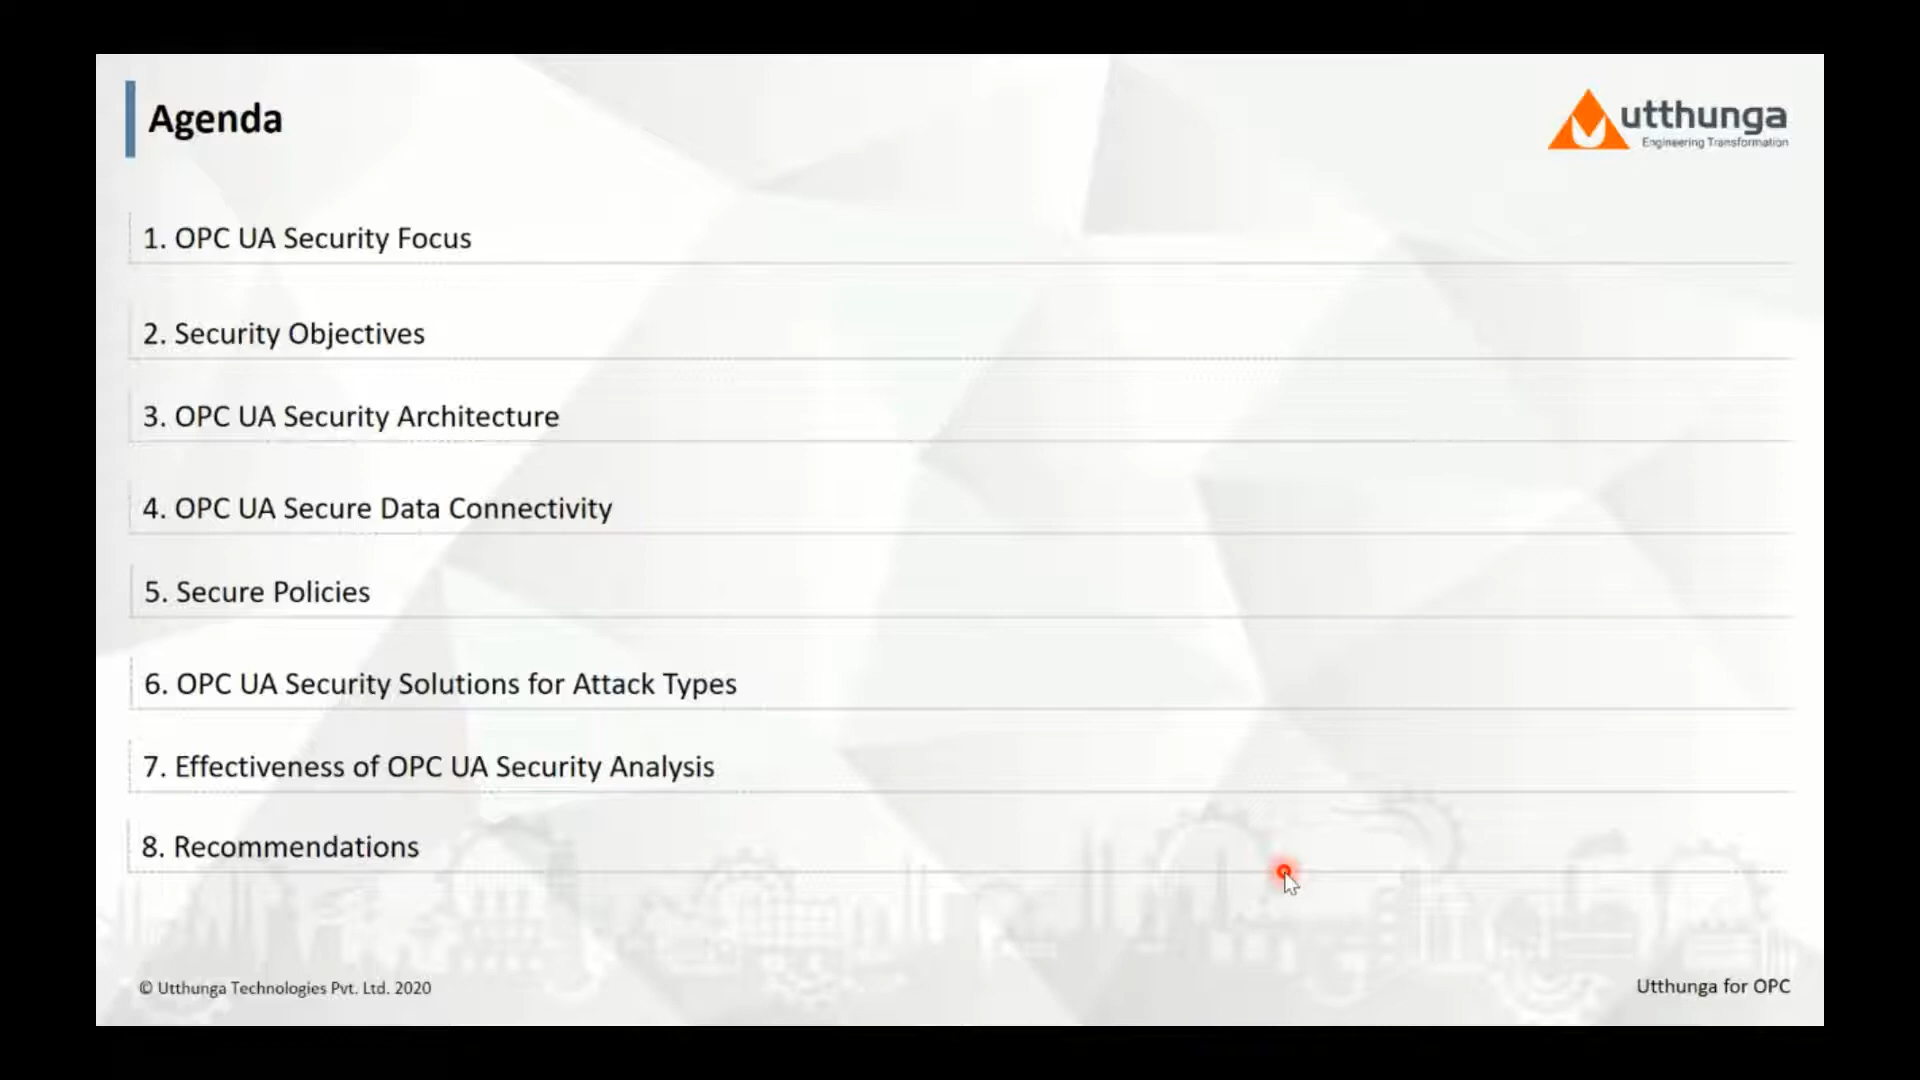 Agenda
utthunga
Engineering Transformation
1. OPC UA Security Focus
2. Security Objectives
3. OPC UA Security Architecture
4. OPC UA Secure Data Connectivity
5. Secure Policies
6. OPC UA Security Solutions for Attack Types
7. Effectiveness of OPC UA Security Analysis
8. Recommendations
© Utthunga Technologies Pvt. Ltd. 2020
Utthunga for OPC